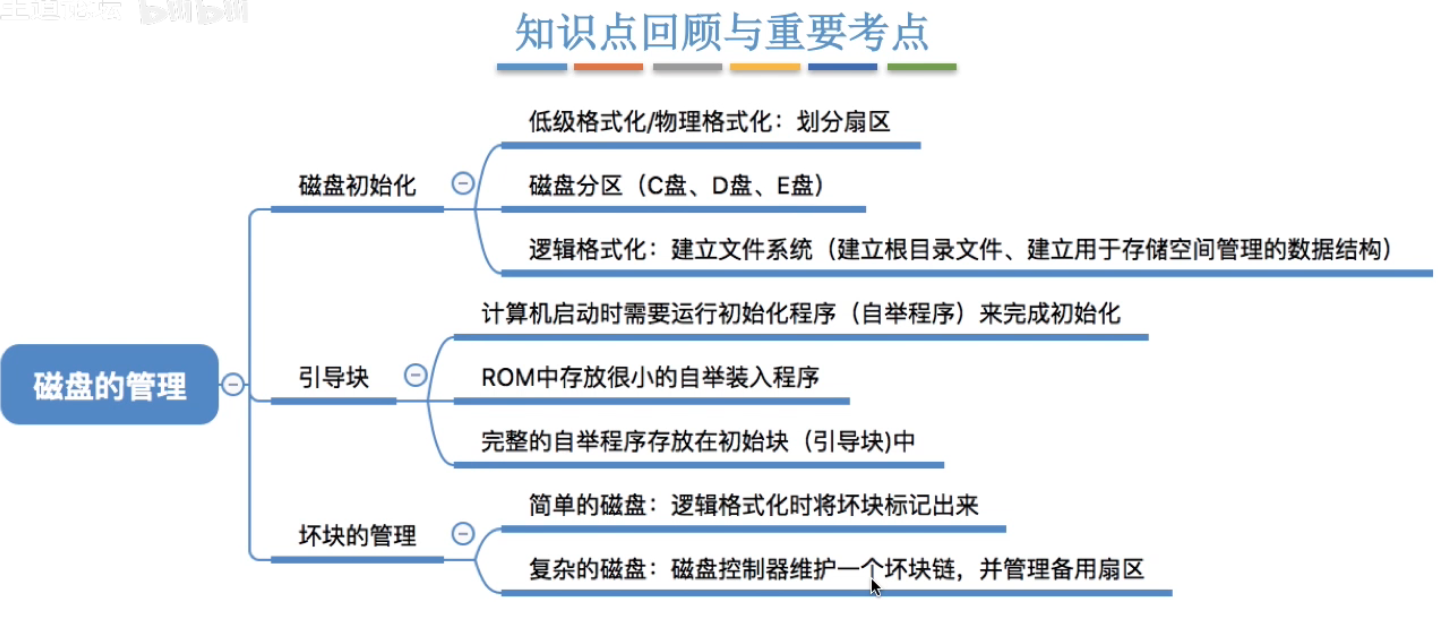 王道论坛 bilibili
知识点回顾与重要考点
磁盘的管理
磁盘初始化
低级格式化/物理格式化：划分扇区
磁盘分区（C盘、D盘、E盘）
逻辑格式化：建立文件系统（建立根目录文件、建立用于存储空间管理的数据结构）
引导块
计算机启动时需要运行初始化程序（自举程序）来完成初始化
ROM中存放很小的自举装入程序
完整的自举程序存放在初始块（引导块)中
坏块的管理
简单的磁盘：逻辑格式化时将坏块标记出来
复杂的磁盘：磁盘控制器维护一个坏块链，并管理备用扇区